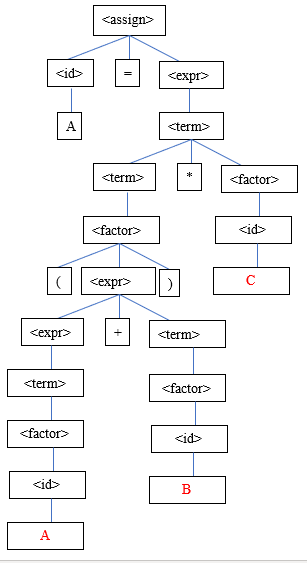 <assign>
<id> = <expr>
A <term>
<term> * <factor>
<factor> <id>
( <expr> ) C
<expr> + <term>
<term> <factor>
<factor> <id>
<id> B
A